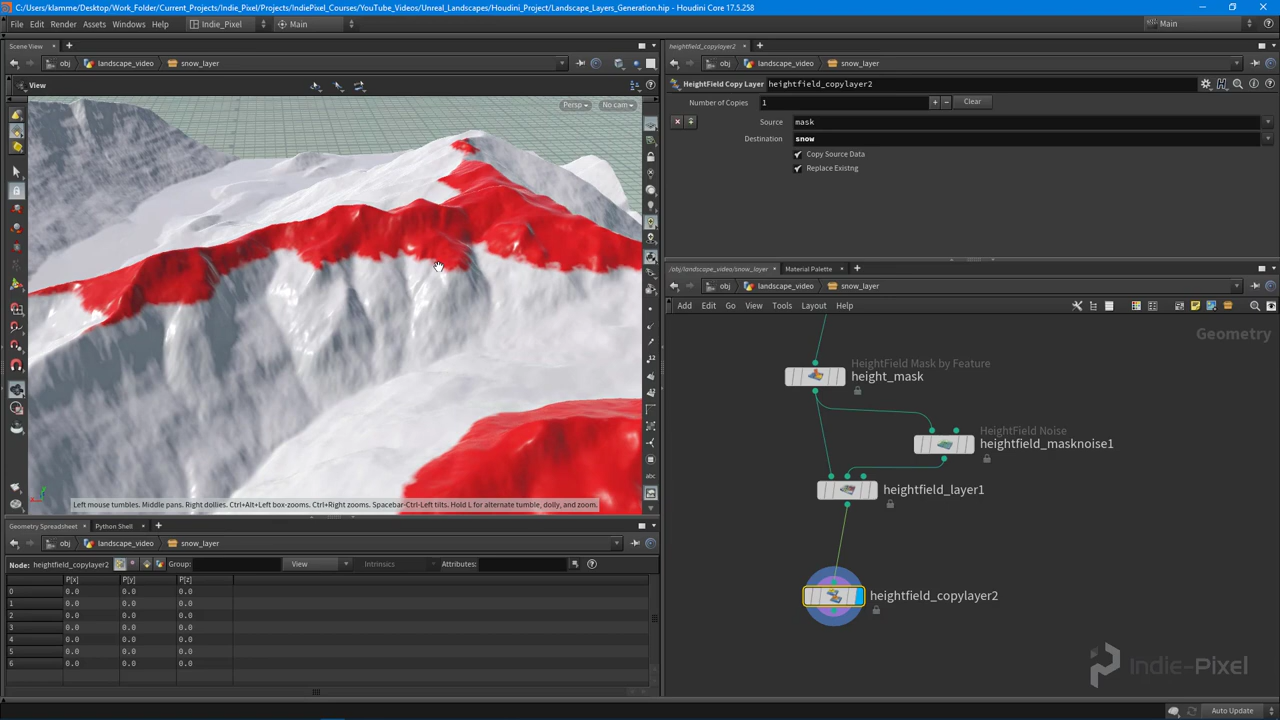 C:/Users/klamme/Desktop/Work_Folder/Current_Projects/Indie_Pixel/Projects/IndiePixel_Courses/YouTube_Videos/Unreal_Landscapes/Houdini_Project/Landscape_Layers_Generation.hip - Houdini Core 17.5.258
File Edit Render Assets Windows Help Indie_Pixel Main Main
Scene View
obj landscape_video snow_layer
View
Persp No cam
Left mouse tumbles. Middle pans. Right dollies. Ctrl+Alt+Left box-zooms. Ctrl+Right zooms. Spacebar-Ctrl-Left tilts. Hold L for alternate tumble, dolly, and zoom.
Geometry Spreadsheet Python Shell
obj landscape_video snow_layer
Node: heightfield_copylayer2 Group: View Intrinsics Attributes:
P[x] P[y] P[z]
0 0.0 0.0 0.0
1 0.0 0.0 0.0
2 0.0 0.0 0.0
3 0.0 0.0 0.0
4 0.0 0.0 0.0
5 0.0 0.0 0.0
6 0.0 0.0 0.0
heightfield_copylayer2
obj landscape_video snow_layer
HeightField Copy Layer heightfield_copylayer2
Number of Copies 1 Clear
Source mask
Destination snow
Copy Source Data
Replace Existng
/obj/landscape_video/snow_layer Material Palette
obj landscape_video snow_layer
Add Edit Go View Tools Layout Help
Geometry
HeightField Mask by Feature
height_mask
HeightField Noise
heightfield_masknoise1
heightfield_layer1
heightfield_copylayer2
Indie-Pixel
Auto Update